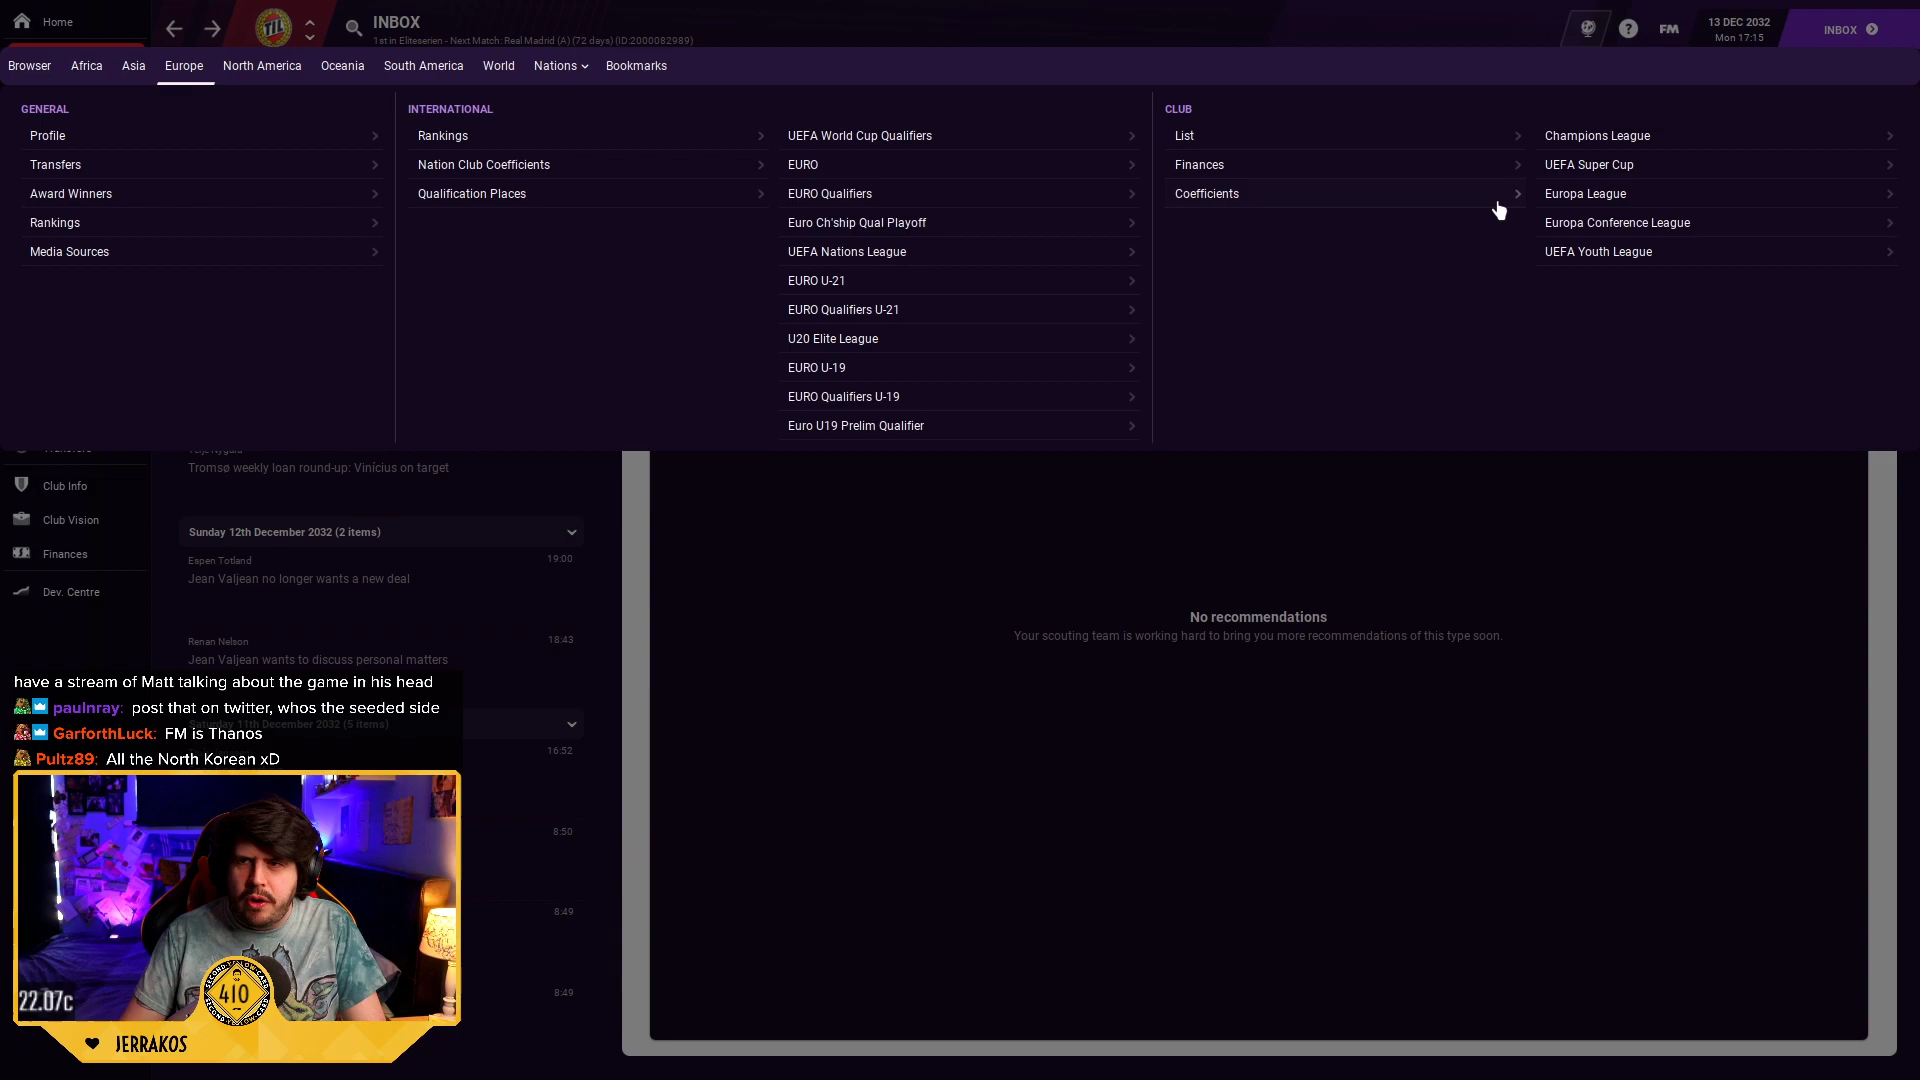 Home
INBOX
1st in Eliteserien - Next Match: Real Madrid (A) (72 days) (ID:2000082989)
FM
13 DEC 2032
Mon 17:15
INBOX
Browser Africa Asia Europe North America Oceania South America World Nations Bookmarks
GENERAL
Profile
Transfers
Award Winners
Rankings
Media Sources
INTERNATIONAL
Rankings
Nation Club Coefficients
Qualification Places
UEFA World Cup Qualifiers
EURO
EURO Qualifiers
Euro Ch'ship Qual Playoff
UEFA Nations League
EURO U-21
EURO Qualifiers U-21
U20 Elite League
EURO U-19
EURO Qualifiers U-19
Euro U19 Prelim Qualifier
CLUB
List
Finances
Coefficients
Champions League
UEFA Super Cup
Europa League
Europa Conference League
UEFA Youth League
Club Info
Club Vision
Finances
Dev. Centre
Tromsø weekly loan round-up: Vinícius on target
Sunday 12th December 2032 (2 items)
Espen Totland 19:00
Jean Valjean no longer wants a new deal
Renan Nelson 18:43
Jean Valjean wants to discuss personal matters
Saturday 11th December 2032 (5 items)
16:52
8:50
8:49
8:49
No recommendations
Your scouting team is working hard to bring you more recommendations of this type soon.
have a stream of Matt talking about the game in his head
paulnray: post that on twitter, whos the seeded side
GarforthLuck: FM is Thanos
Pultz89: All the North Korean xD
22.07c
SECOND YELLOW CARD
410
JERRAKOS